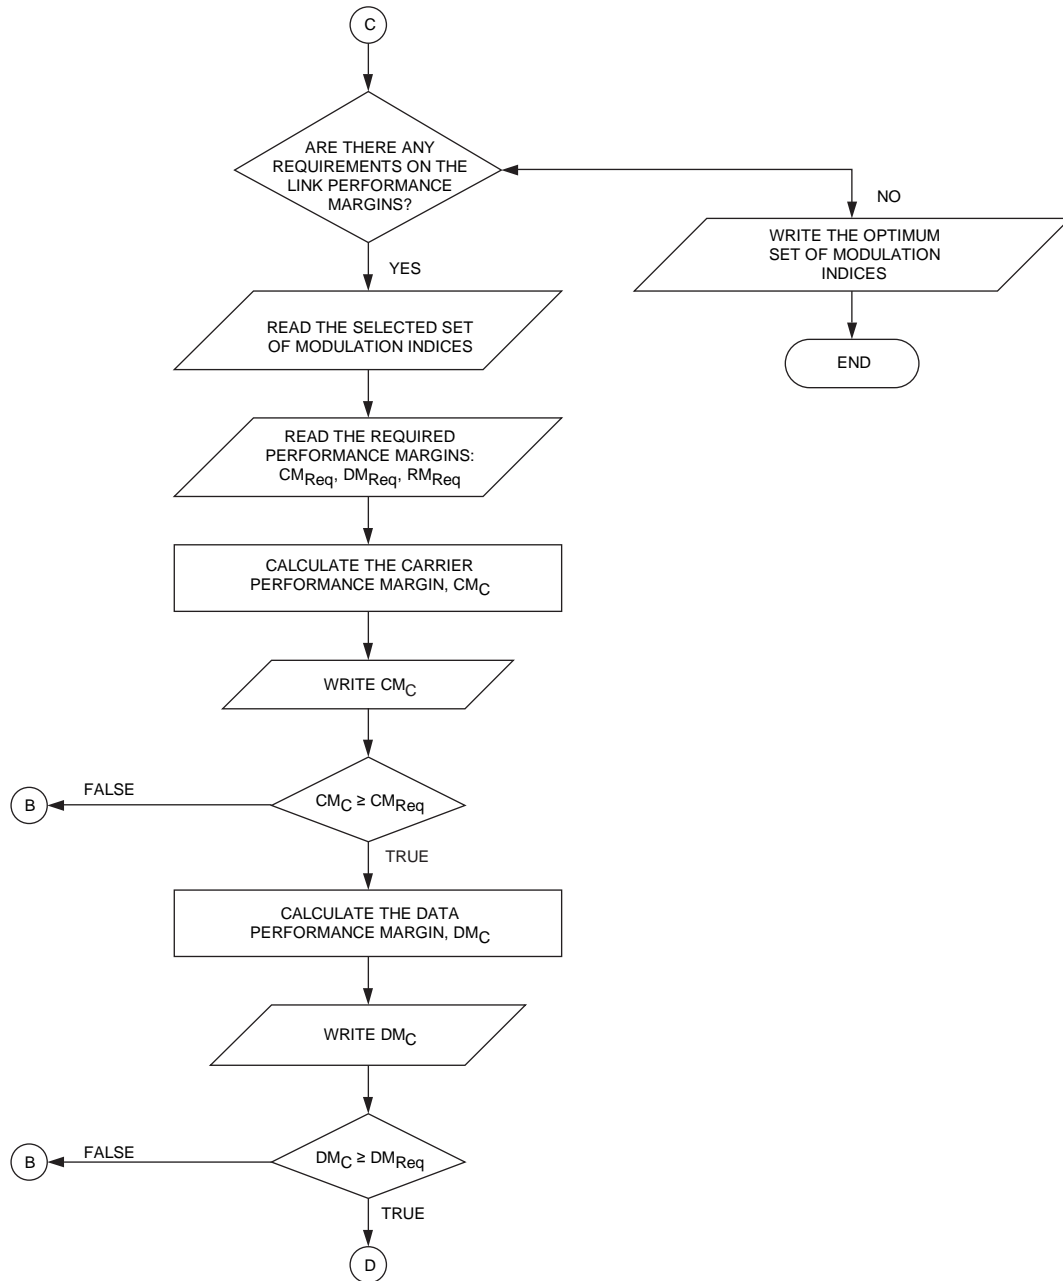 C
ARE THERE ANY
REQUIREMENTS ON THE
LINK PERFORMANCE
MARGINS?
NO
WRITE THE OPTIMUM
SET OF MODULATION
INDICES
END
YES
READ THE SELECTED SET
OF MODULATION INDICES
READ THE REQUIRED
PERFORMANCE MARGINS:
CMReq, DMReq, RMReq
CALCULATE THE CARRIER
PERFORMANCE MARGIN, CMC
WRITE CMC
CMC ≥ CMReq
FALSE
B
TRUE
CALCULATE THE DATA
PERFORMANCE MARGIN, DMC
WRITE DMC
DMC ≥ DMReq
FALSE
B
TRUE
D